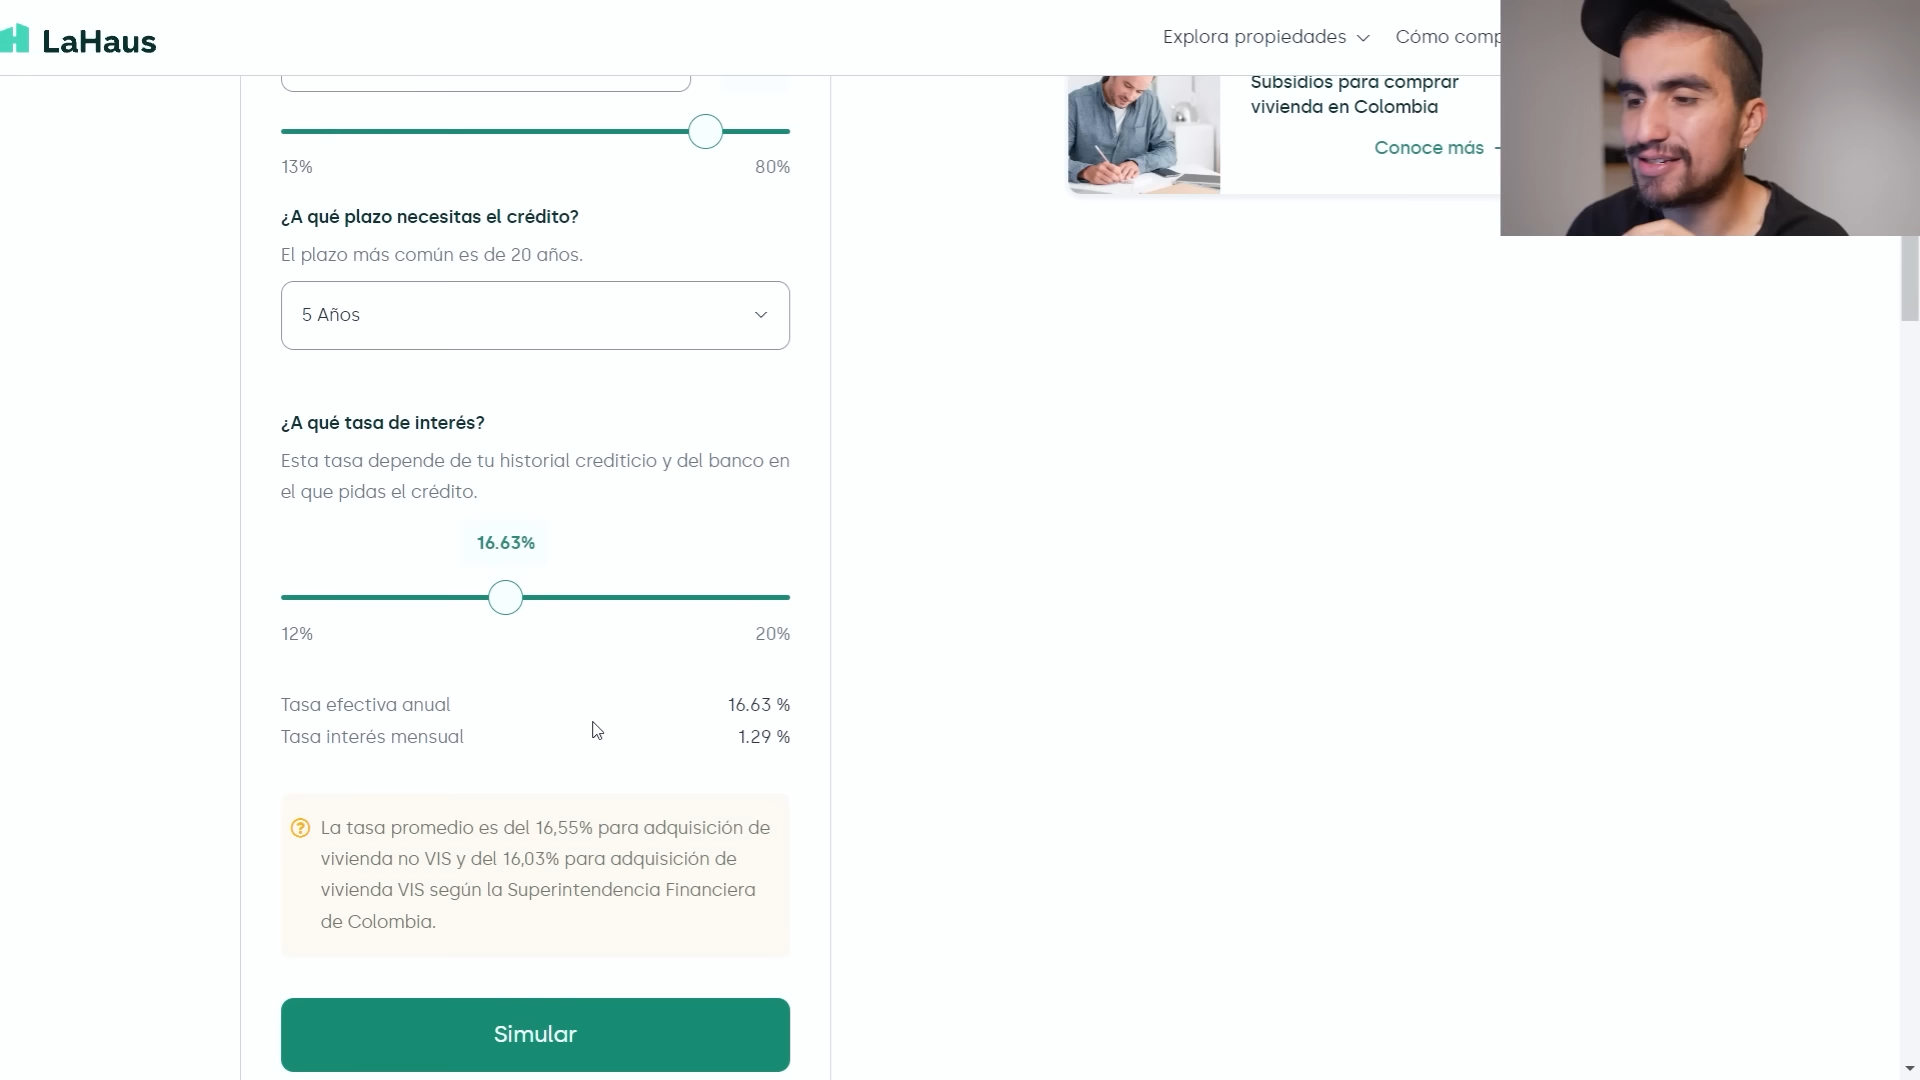 LaHaus
Explora propiedades
Cómo comp
Subsidios para comprar
vivienda en Colombia
Conoce más
13%
80%
¿A qué plazo necesitas el crédito?
El plazo más común es de 20 años.
5 Años
¿A qué tasa de interés?
Esta tasa depende de tu historial crediticio y del banco en
el que pidas el crédito.
16.63%
12%
20%
Tasa efectiva anual 16.63 %
Tasa interés mensual 1.29 %
La tasa promedio es del 16,55% para adquisición de
vivienda no VIS y del 16,03% para adquisición de
vivienda VIS según la Superintendencia Financiera
de Colombia.
Simular